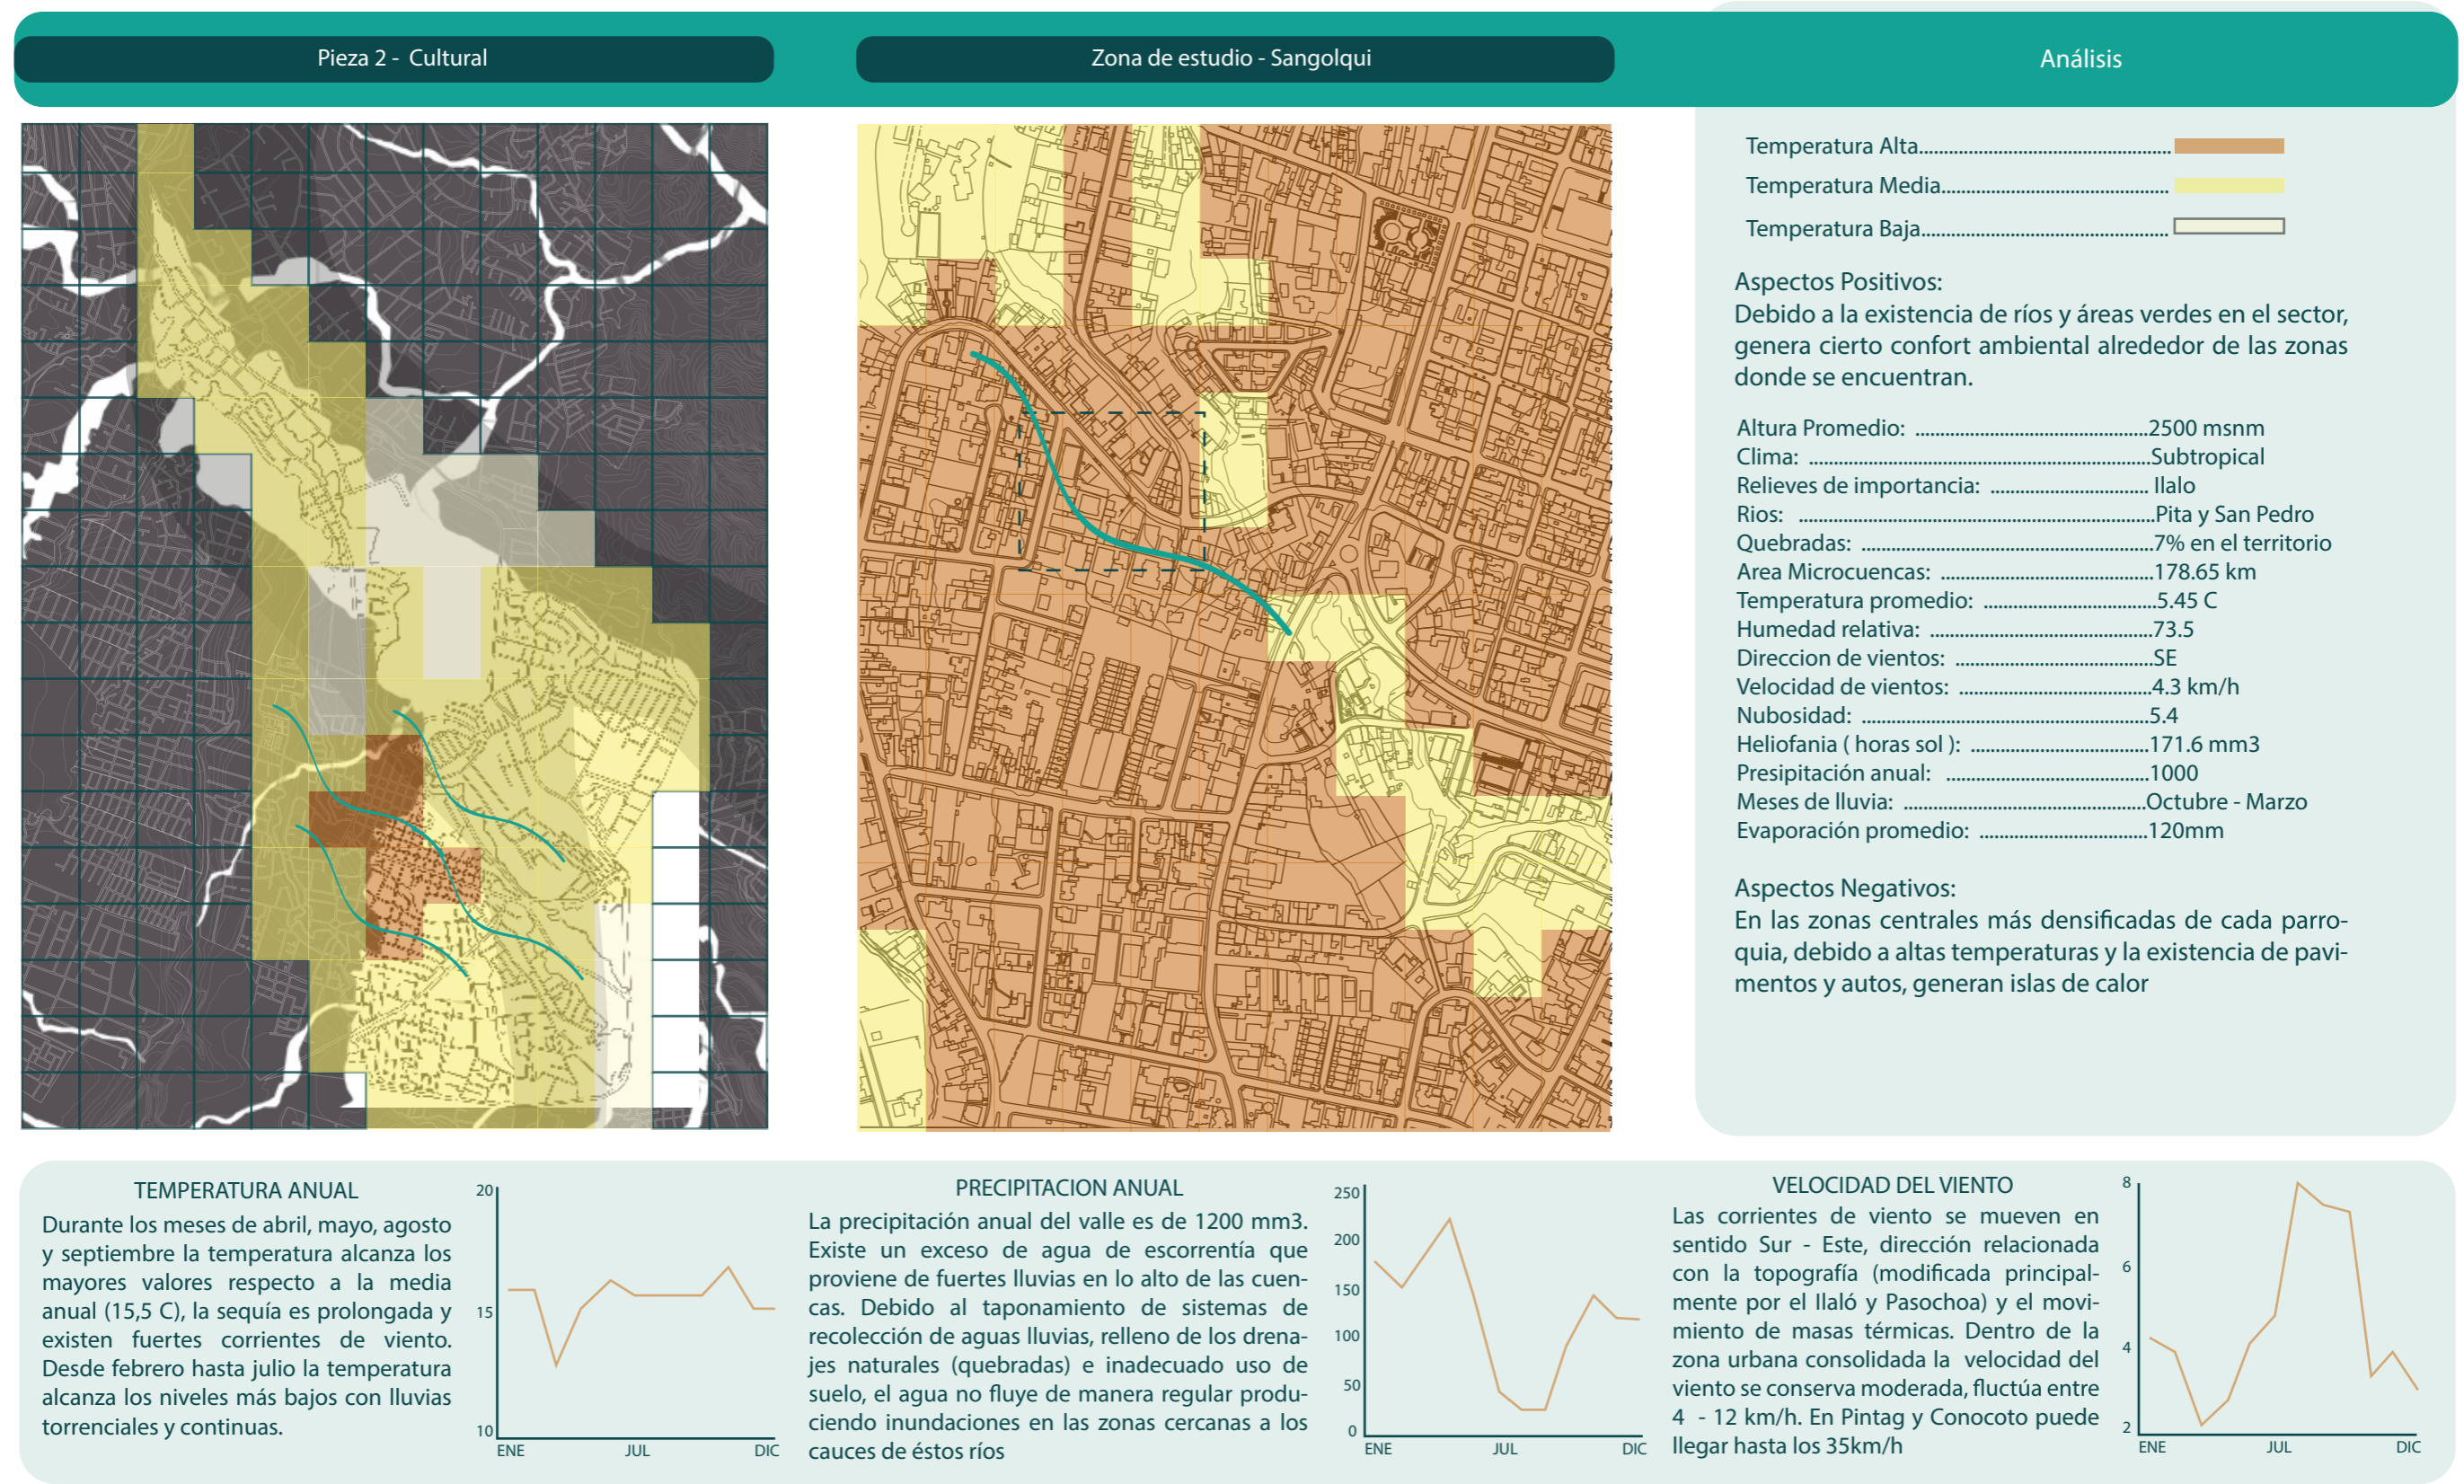 Pieza 2 - Cultural
Zona de estudio - Sangolqui
Análisis
Temperatura Alta
Temperatura Media
Temperatura Baja
Aspectos Positivos:
Debido a la existencia de ríos y áreas verdes en el sector,
genera cierto confort ambiental alrededor de las zonas
donde se encuentran.
Altura Promedio: 2500 msnm
Clima: Subtropical
Relieves de importancia: Ilalo
Rios: Pita y San Pedro
Quebradas: 7% en el territorio
Area Microcuencas: 178.65 km
Temperatura promedio: 5.45 C
Humedad relativa: 73.5
Direccion de vientos: SE
Velocidad de vientos: 4.3 km/h
Nubosidad: 5.4
Heliofania ( horas sol ): 171.6 mm3
Presipitación anual: 1000
Meses de lluvia: Octubre - Marzo
Evaporación promedio: 120mm
Aspectos Negativos:
En las zonas centrales más densificadas de cada parro-
quia, debido a altas temperaturas y la existencia de pavi-
mentos y autos, generan islas de calor
TEMPERATURA ANUAL
Durante los meses de abril, mayo, agosto
y septiembre la temperatura alcanza los
mayores valores respecto a la media
anual (15,5 C), la sequía es prolongada y
existen fuertes corrientes de viento.
Desde febrero hasta julio la temperatura
alcanza los niveles más bajos con lluvias
torrenciales y continuas.
20
15
10
ENE JUL DIC
PRECIPITACION ANUAL
La precipitación anual del valle es de 1200 mm3.
Existe un exceso de agua de escorrentía que
proviene de fuertes lluvias en lo alto de las cuen-
cas. Debido al taponamiento de sistemas de
recolección de aguas lluvias, relleno de los drena-
jes naturales (quebradas) e inadecuado uso de
suelo, el agua no fluye de manera regular produ-
ciendo inundaciones en las zonas cercanas a los
cauces de éstos ríos
250
200
150
100
50
0
ENE JUL DIC
VELOCIDAD DEL VIENTO
Las corrientes de viento se mueven en
sentido Sur - Este, dirección relacionada
con la topografía (modificada principal-
mente por el Ilaló y Pasochoa) y el movi-
miento de masas térmicas. Dentro de la
zona urbana consolidada la velocidad del
viento se conserva moderada, fluctúa entre
4 - 12 km/h. En Pintag y Conocoto puede
llegar hasta los 35km/h
8
6
4
2
ENE JUL DIC